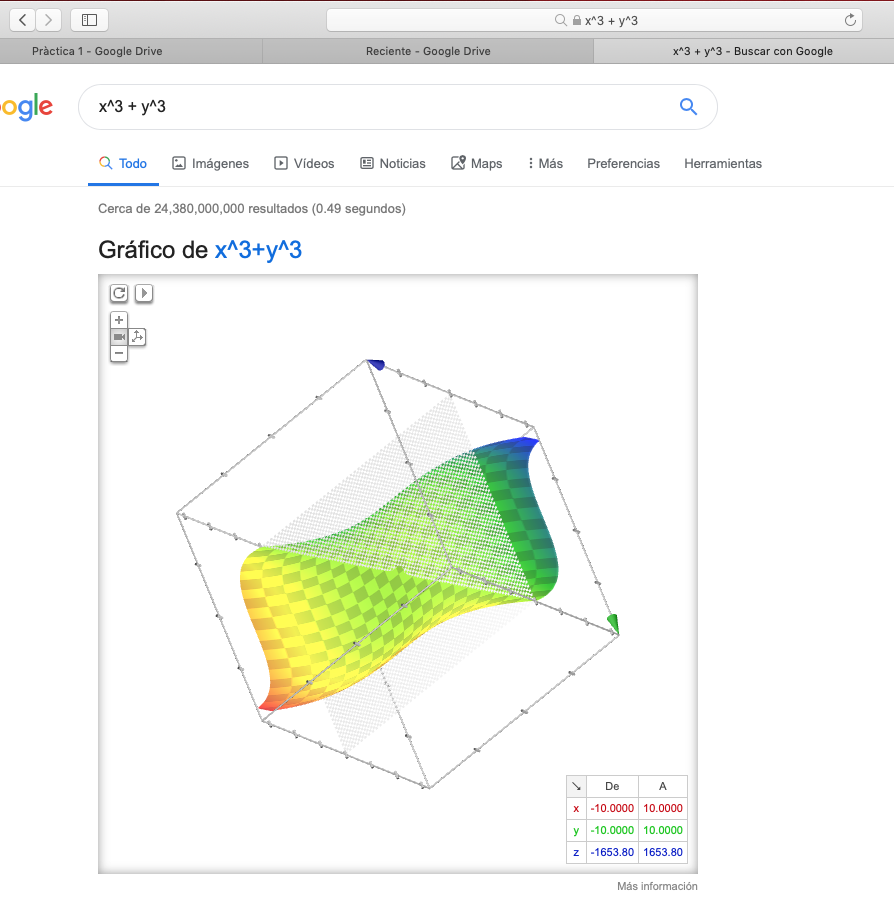 x^3 + y^3
Pràctica 1 - Google Drive
Reciente - Google Drive
x^3 + y^3 - Buscar con Google
ogle
x^3 + y^3
Todo
Imágenes
Vídeos
Noticias
Maps
Más
Preferencias
Herramientas
Cerca de 24,380,000,000 resultados (0.49 segundos)
Gráfico de x^3+y^3
De A
x -10.0000 10.0000
y -10.0000 10.0000
z -1653.80 1653.80
Más información